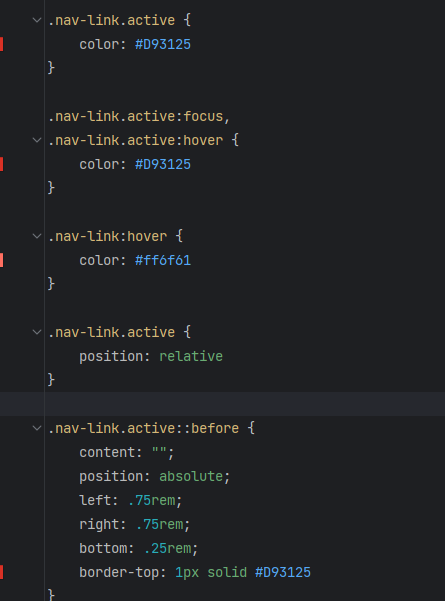 .nav-link.active {
    color: #D93125
}

.nav-link.active:focus,
.nav-link.active:hover {
    color: #D93125
}

.nav-link:hover {
    color: #ff6f61
}

.nav-link.active {
    position: relative
}

.nav-link.active::before {
    content: "";
    position: absolute;
    left: .75rem;
    right: .75rem;
    bottom: .25rem;
    border-top: 1px solid #D93125
}